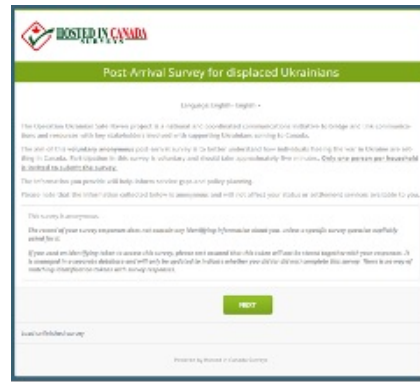 HOSTED IN CANADA
SURVEYS
Post-Arrival Survey for displaced Ukrainians
Language: English - English
The Operation Ukrainian Safe Haven project is a national and coordinated communications initiative to bridge and link communica-
tions and resources with key stakeholders involved with supporting Ukrainians coming to Canada.
The aim of this voluntary anonymous post-arrival survey is to better understand how individuals fleeing the war in Ukraine are set-
tling in Canada. Participation in this survey is voluntary and should take approximately five minutes. Only one person per household
is invited to submit the survey.
The information you provide will help inform service gaps and policy planning.
Please note that the information collected below is anonymous and will not affect your status or settlement services available to you.
This survey is anonymous.
The record of your survey responses does not contain any identifying information about you, unless a specific survey question explicitly
asked for it.
If you used an identifying token to access this survey, please rest assured that this token will not be stored together with your responses. It
is managed in a separate database and will only be updated to indicate whether you did (or did not) complete this survey. There is no way of
matching identification tokens with survey responses.
NEXT
Load unfinished survey
Powered by Hosted in Canada Surveys